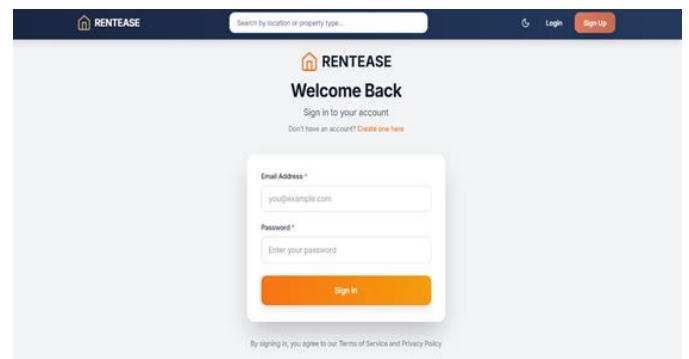 RENTEASE
Search by location or property type...
Login
Sign Up
RENTEASE
Welcome Back
Sign in to your account
Don't have an account? Create one here
Email Address *
you@example.com
Password *
Enter your password
Sign In
By signing in, you agree to our Terms of Service and Privacy Policy